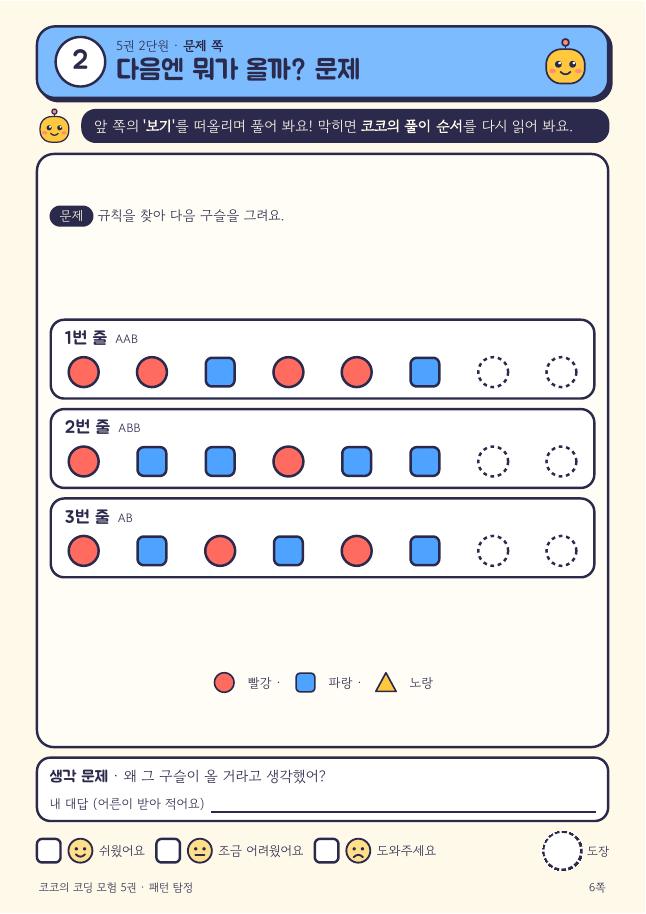 2
5권 2단원 · 문제 쪽
다음엔 뭐가 올까? 문제
앞 쪽의 '보기'를 떠올리며 풀어 봐요! 막히면 코코의 풀이 순서를 다시 읽어 봐요.
문제 규칙을 찾아 다음 구슬을 그려요.
1번 줄 AAB
2번 줄 ABB
3번 줄 AB
빨강 · 파랑 · 노랑
생각 문제 · 왜 그 구슬이 올 거라고 생각했어?
내 대답 (어른이 받아 적어요)
쉬웠어요 조금 어려웠어요 도와주세요 도장
코코의 코딩 모험 5권 · 패턴 탐정 6쪽